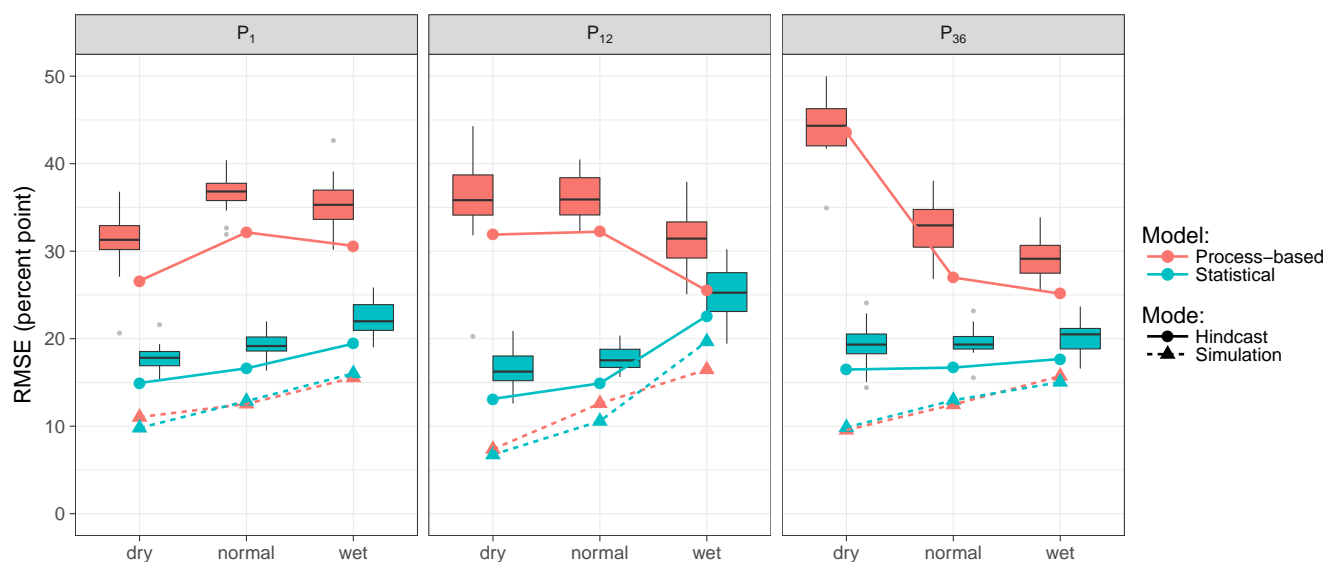 P1 P12 P36
RMSE (percent point)
50
40
30
20
10
0
dry normal wet dry normal wet dry normal wet
Model:
Process−based
Statistical
Mode:
Hindcast
Simulation